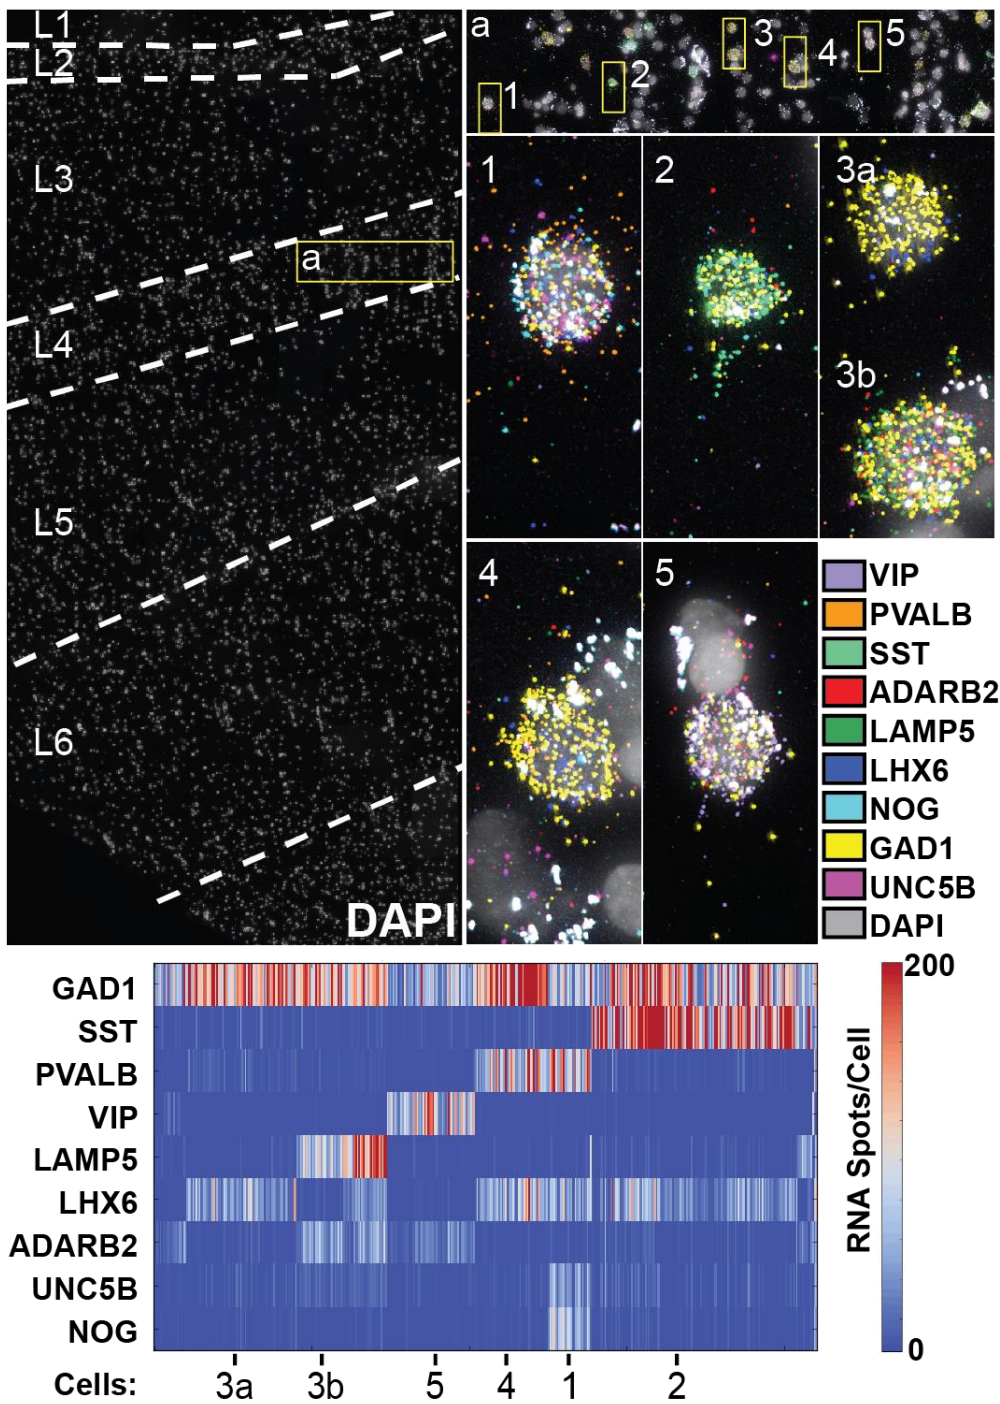 L1
L2
L3
a
L4
L5
L6
DAPI
a
1
2
3
4
5
1
2
3a
3b
4
5
VIP
PVALB
SST
ADARB2
LAMP5
LHX6
NOG
GAD1
UNC5B
DAPI
GAD1
SST
PVALB
VIP
LAMP5
LHX6
ADARB2
UNC5B
NOG
200
RNA Spots/Cell
0
Cells: 3a 3b 5 4 1 2